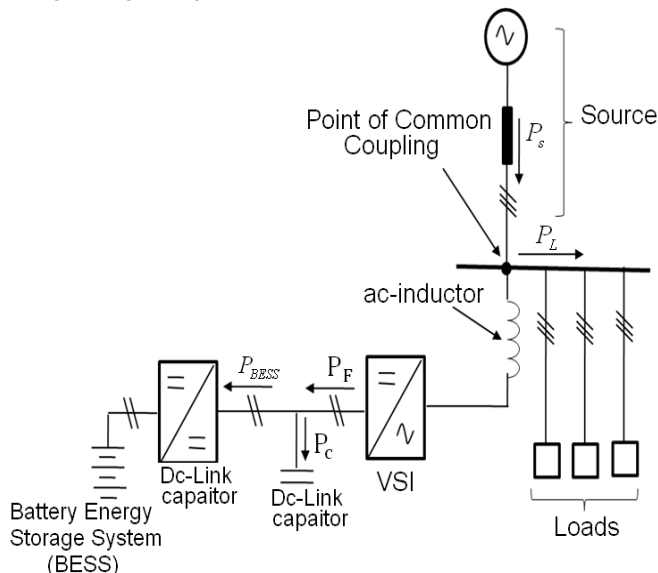 Source
Point of Common
Coupling
P_s
P_L
ac-inductor
P_BESS
P_F
P_c
Dc-Link
capaitor
Dc-Link
capaitor
VSI
Battery Energy
Storage System
(BESS)
Loads